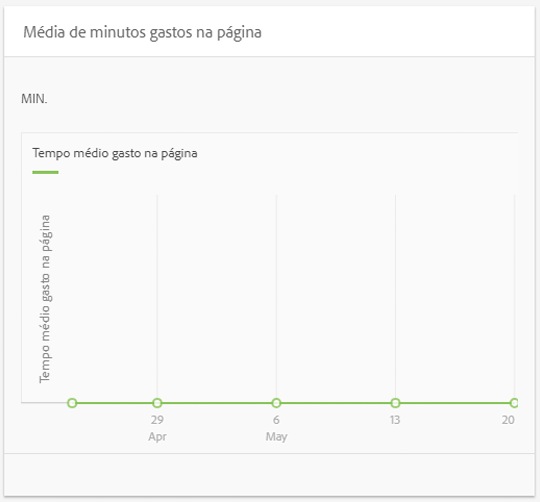 Média de minutos gastos na página
MIN.
Tempo médio gasto na página
Tempo médio gasto na página
29 6 13 20
Apr May